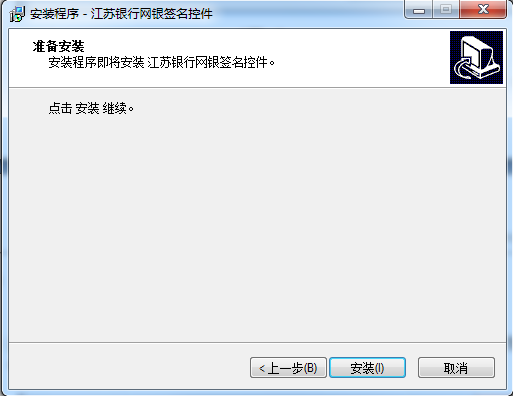 安装程序 - 江苏银行网银签名控件
准备安装
安装程序即将安装 江苏银行网银签名控件。
点击 安装 继续。
< 上一步(B)
安装(I)
取消